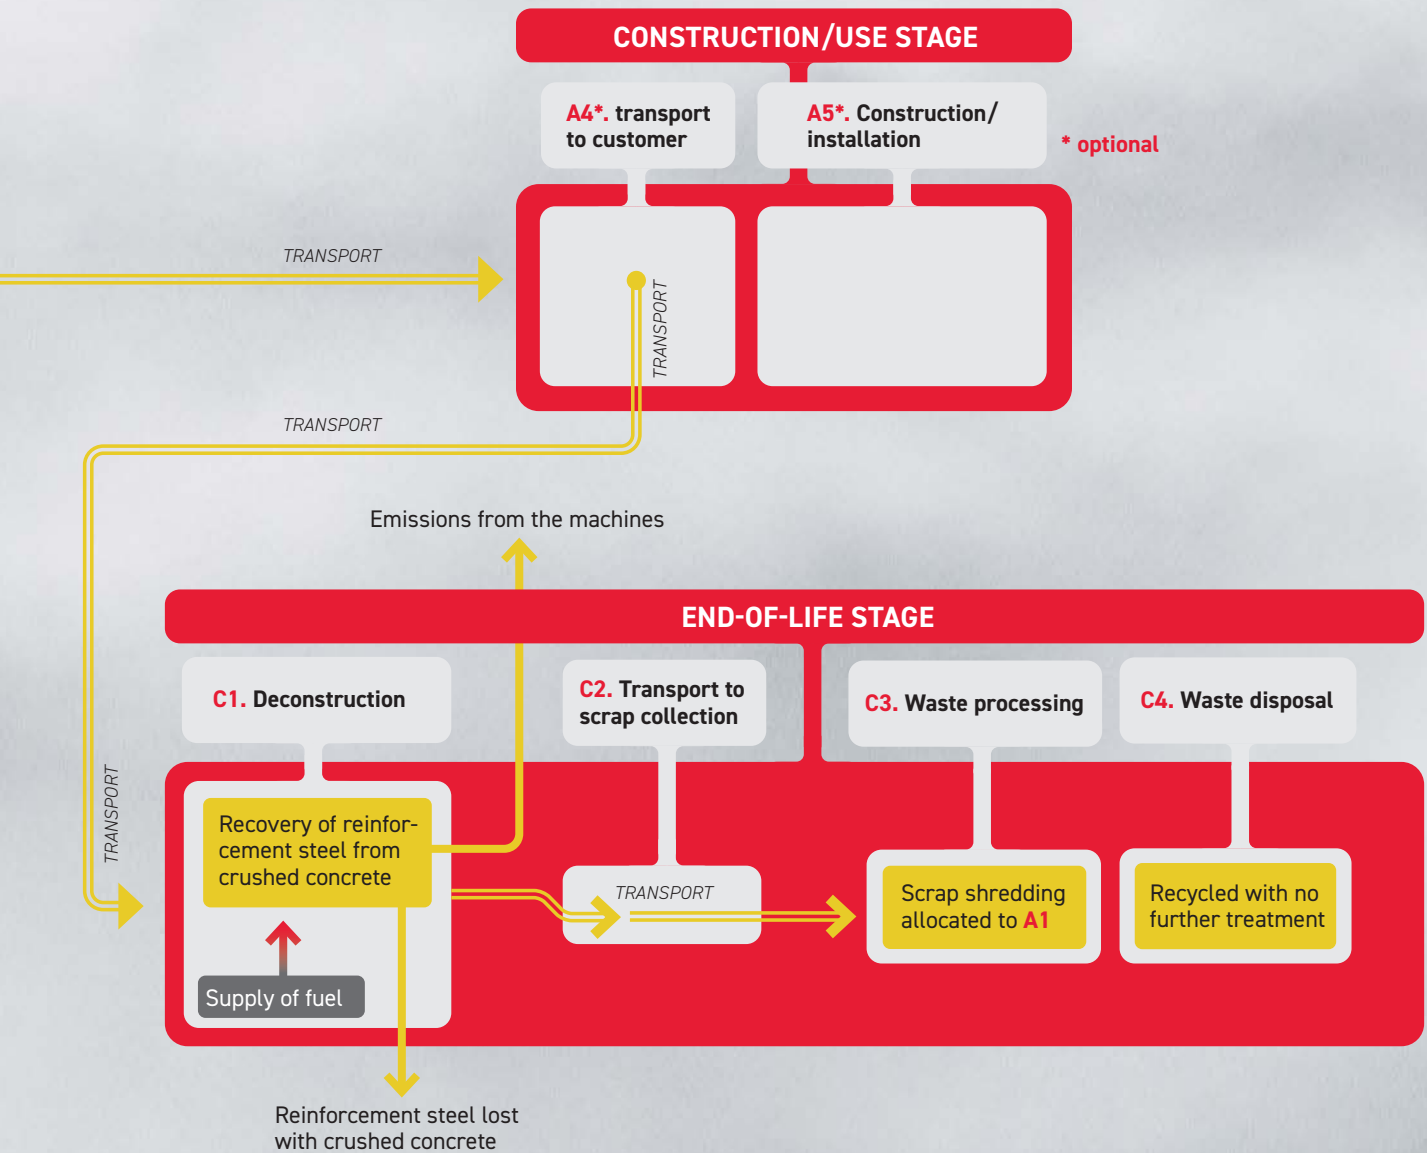 CONSTRUCTION/USE STAGE
A4*. transport
to customer
A5*. Construction/
installation
* optional
TRANSPORT
TRANSPORT
TRANSPORT
Emissions from the machines
END-OF-LIFE STAGE
C1. Deconstruction
C2. Transport to
scrap collection
C3. Waste processing
C4. Waste disposal
TRANSPORT
Recovery of reinfor-
cement steel from
crushed concrete
TRANSPORT
Scrap shredding
allocated to A1
Recycled with no
further treatment
Supply of fuel
Reinforcement steel lost
with crushed concrete